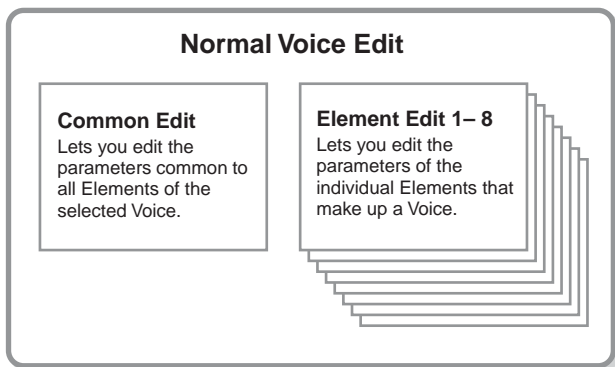 Normal Voice Edit
Common Edit
Lets you edit the
parameters common to
all Elements of the
selected Voice.
Element Edit 1– 8
Lets you edit the
parameters of the
individual Elements that
make up a Voice.